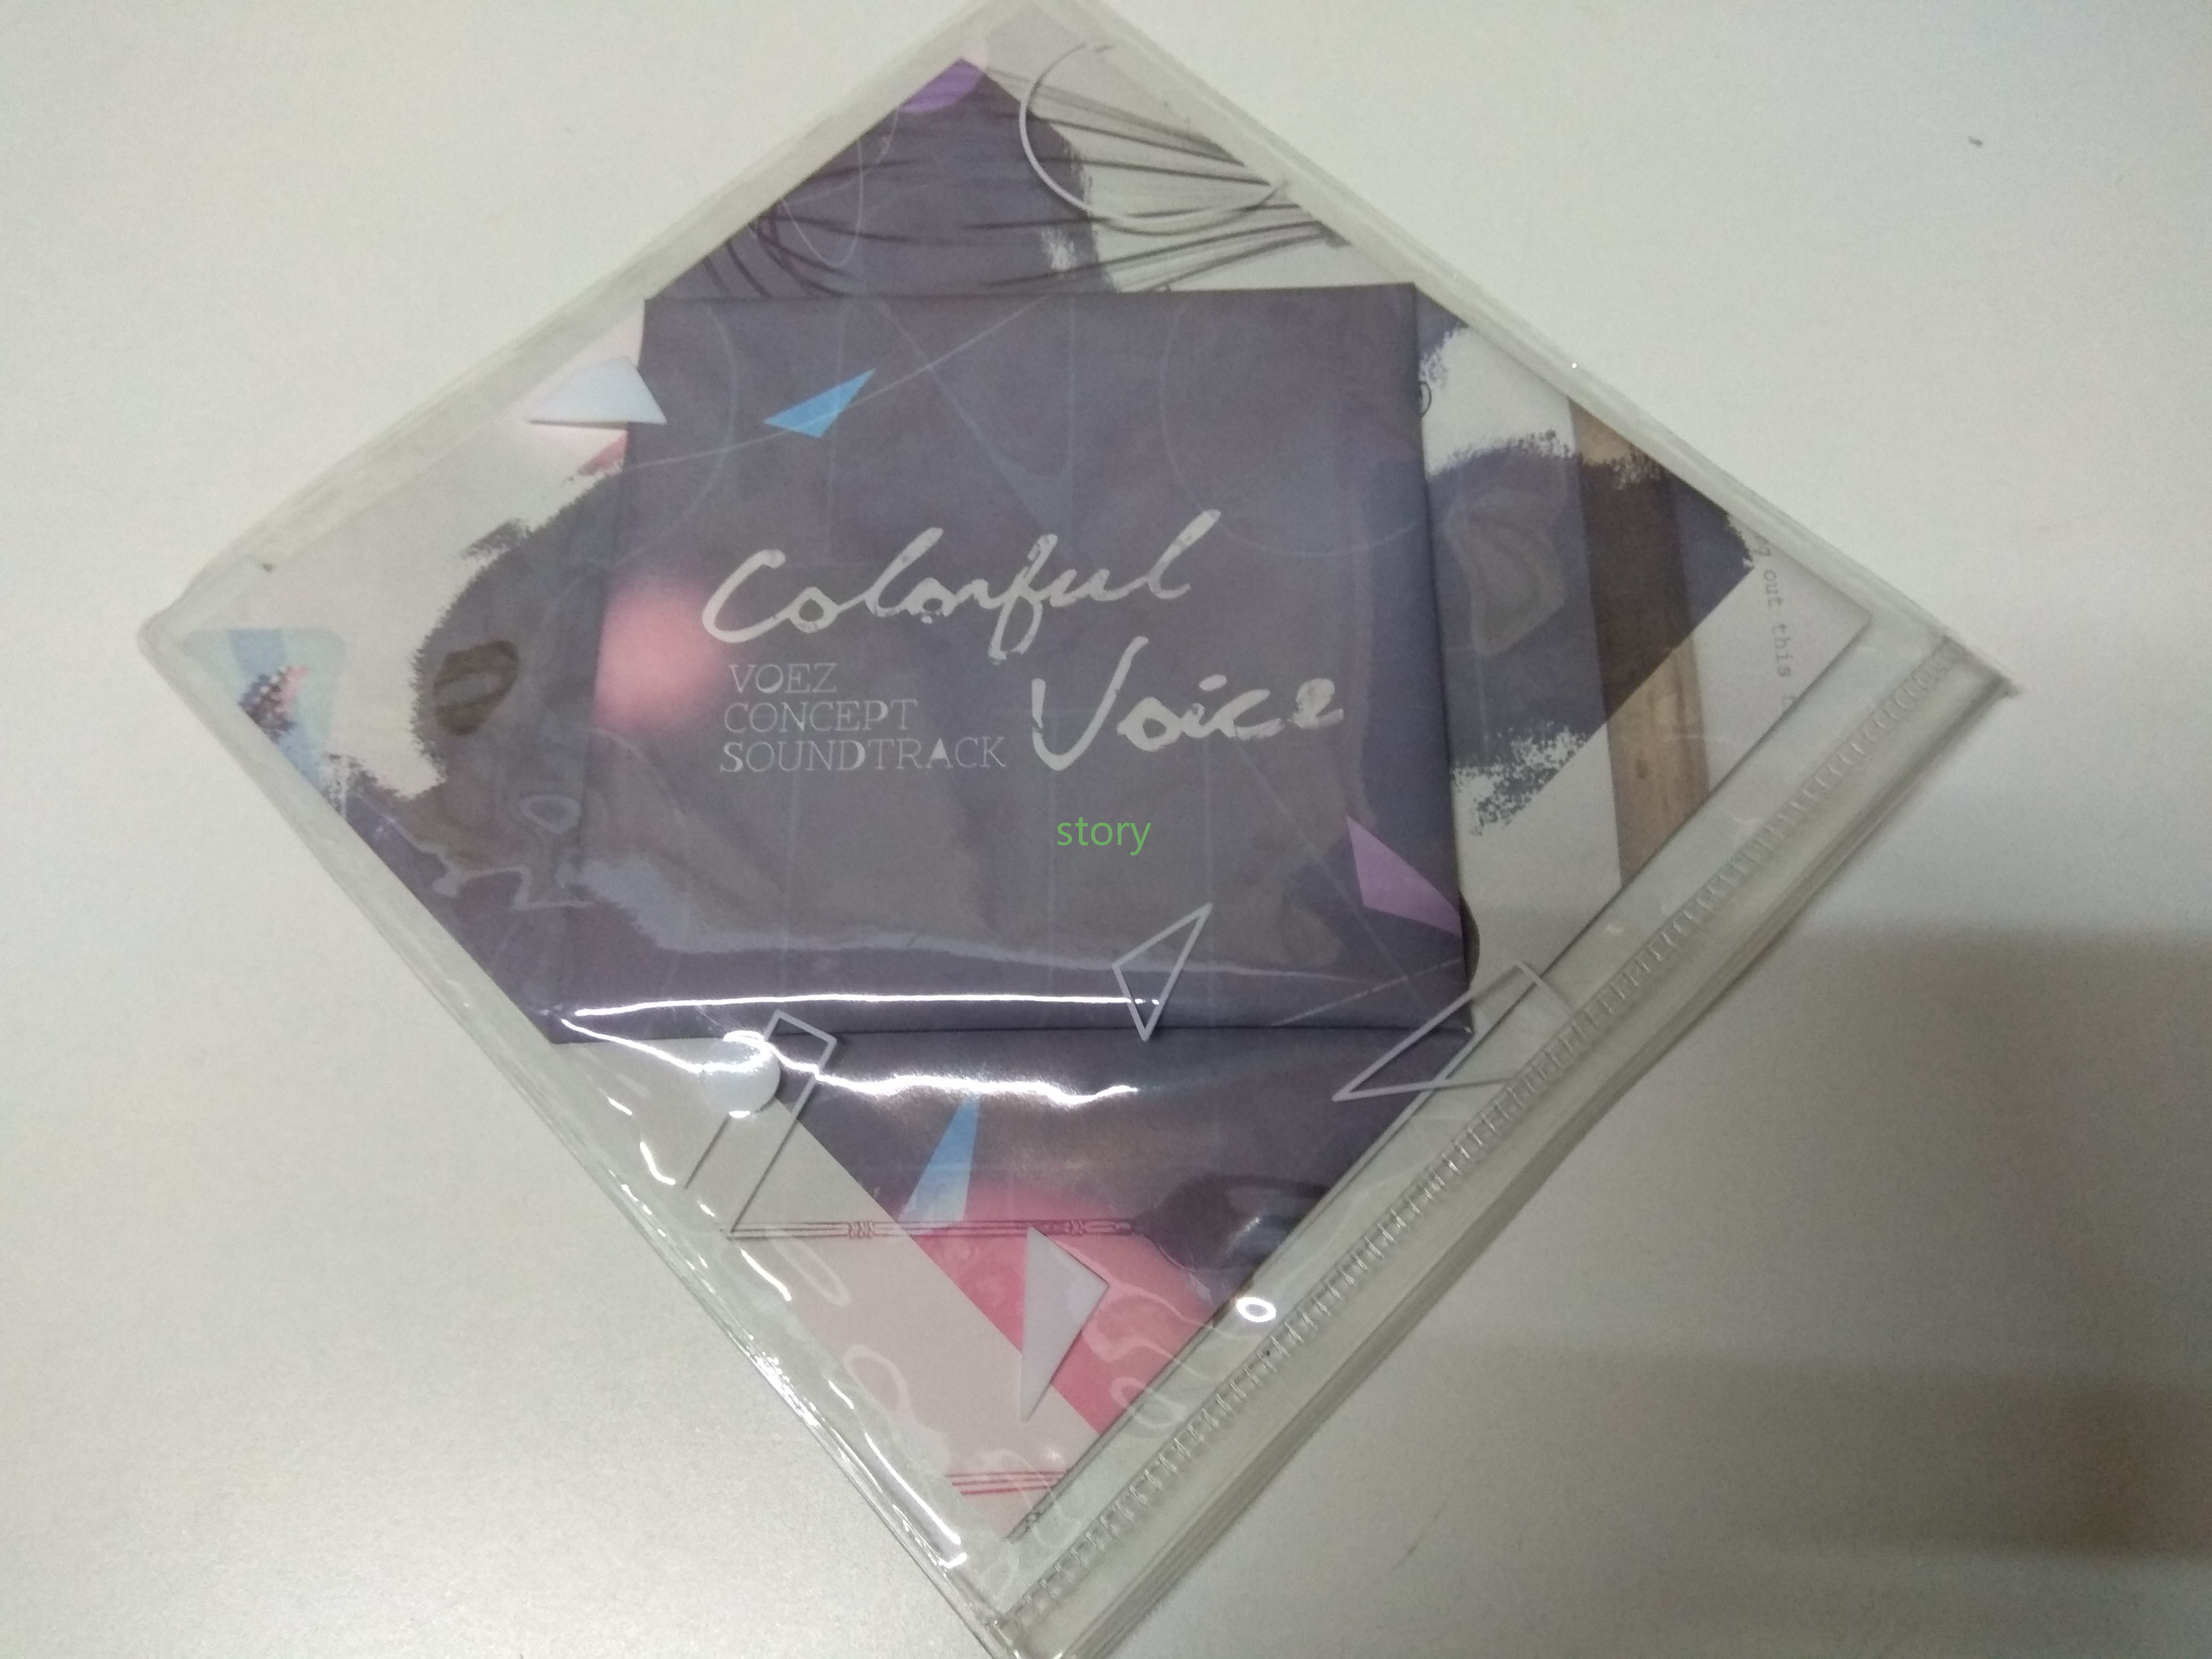 Colorful
Voice
VOEZ
CONCEPT
SOUNDTRACK
story
out this